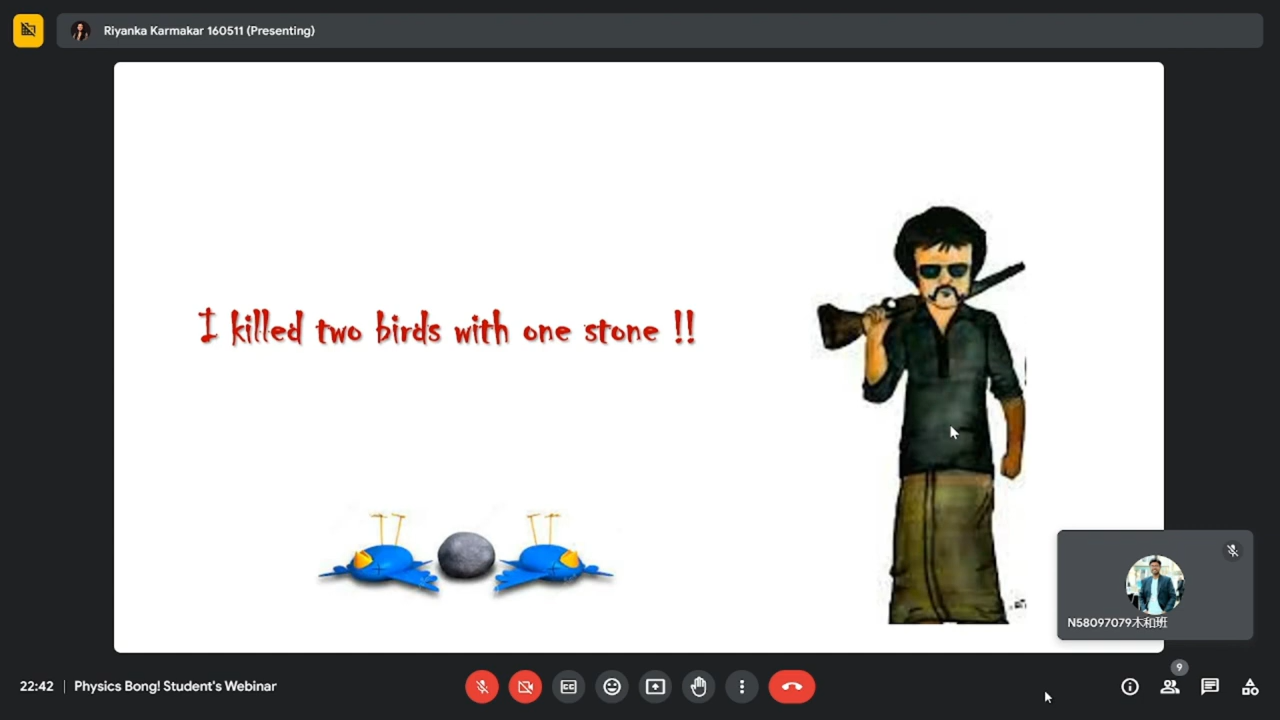 Riyanka Karmakar 160511 (Presenting)
I killed two birds with one stone !!
N58097079木和班
9
22:42 | Physics Bong! Student's Webinar